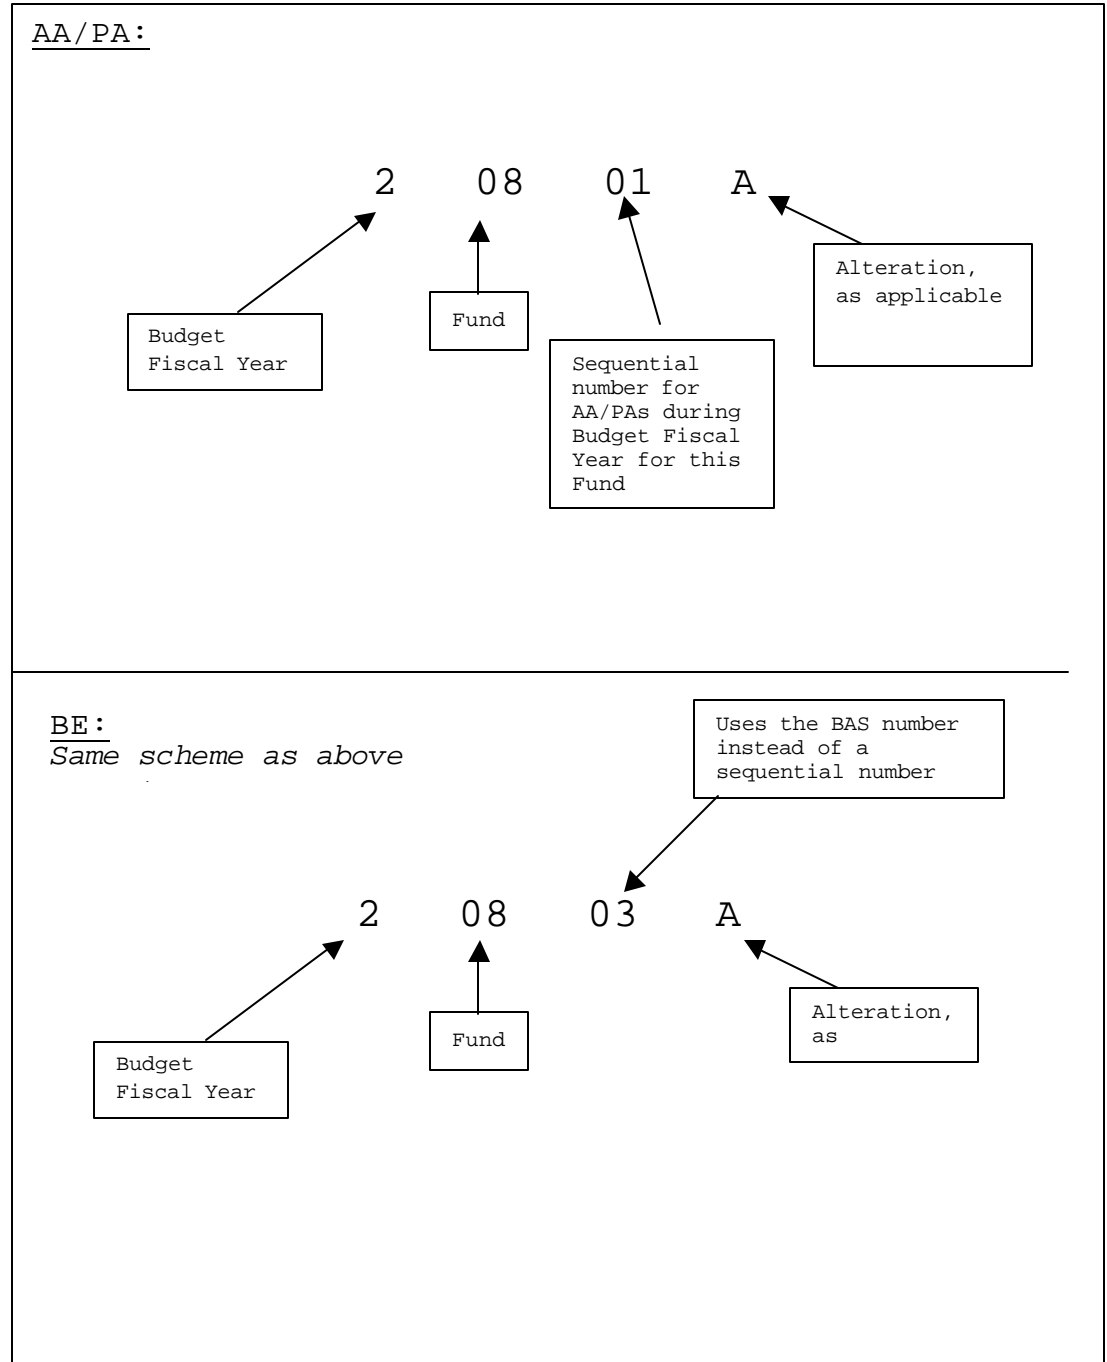 AA/PA:
2 08 01 A
Alteration,
as applicable
Fund
Budget
Fiscal Year
Sequential
number for
AA/PAs during
Budget Fiscal
Year for this
Fund
BE:
Same scheme as above
Uses the BAS number
instead of a
sequential number
2 08 03 A
Alteration,
as
Fund
Budget
Fiscal Year